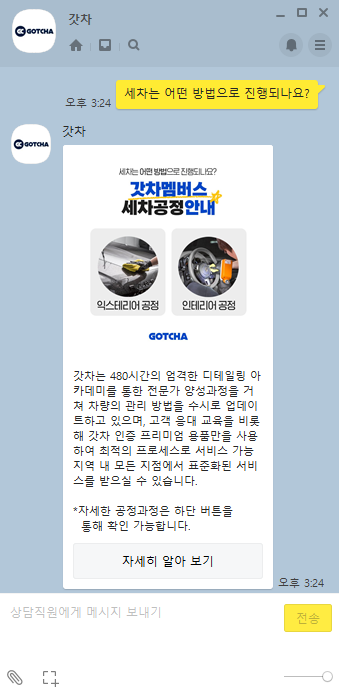 갓차
GOTCHA
세차는 어떤 방법으로 진행되나요?
오후 3:24
갓차
GOTCHA
세차는 어떤 방법으로 진행되나요?
갓차멤버스
세차공정안내
익스테리어 공정
인테리어 공정
GOTCHA
갓차는 480시간의 엄격한 디테일링 아
카데미를 통한 전문가 양성과정을 거
쳐 차량의 관리 방법을 수시로 업데이
트하고 있으며, 고객 응대 교육을 비롯
해 갓차 인증 프리미엄 용품만을 사용
하여 최적의 프로세스로 서비스 가능
지역 내 모든 지점에서 표준화된 서비
스를 받으실 수 있습니다.
*자세한 공정과정은 하단 버튼을
통해 확인 가능합니다.
자세히 알아 보기
오후 3:24
상담직원에게 메시지 보내기
전송